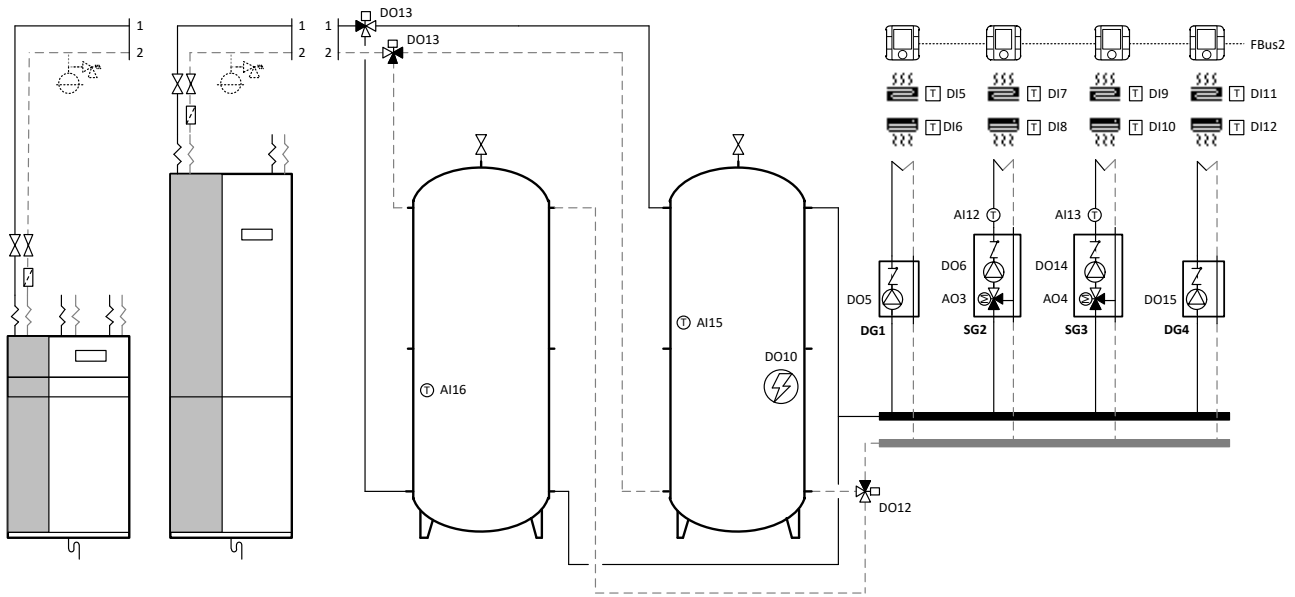 1
2
1
2
1
2
DO13
DO13
FBus2
T DI5
T DI7
T DI9
T DI11
T DI6
T DI8
T DI10
T DI12
AI12 T
AI13 T
DO5
DO6
DO14
DO15
AO3 M
AO4 M
DG1
SG2
SG3
DG4
T AI15
DO10
T AI16
DO12